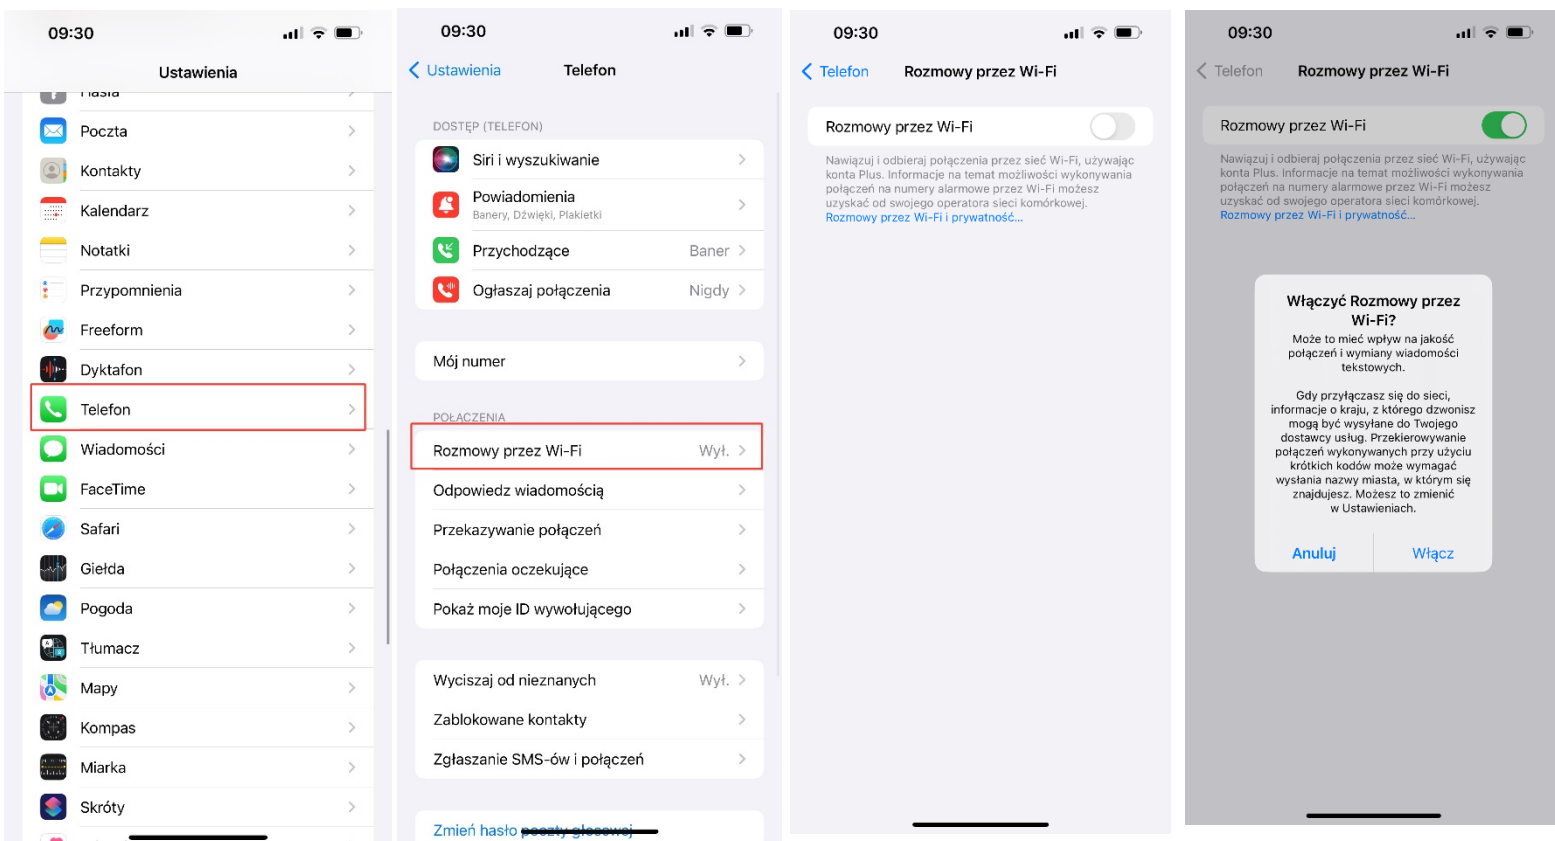 09:30
Ustawienia
Hasła
Poczta
Kontakty
Kalendarz
Notatki
Przypomnienia
Freeform
Dyktafon
Telefon
Wiadomości
FaceTime
Safari
Giełda
Pogoda
Tłumacz
Mapy
Kompas
Miarka
Skróty
09:30
Ustawienia
Telefon
DOSTĘP (TELEFON)
Siri i wyszukiwanie
Powiadomienia
Banery, Dźwięki, Plakietki
Przychodzące Baner
Ogłaszaj połączenia Nigdy
Mój numer
POŁĄCZENIA
Rozmowy przez Wi-Fi Wył.
Odpowiedz wiadomością
Przekazywanie połączeń
Połączenia oczekujące
Pokaż moje ID wywołującego
Wyciszaj od nieznanych Wył.
Zablokowane kontakty
Zgłaszanie SMS-ów i połączeń
Zmień hasło poczty głosowej
09:30
Telefon
Rozmowy przez Wi-Fi
Rozmowy przez Wi-Fi
Nawiązuj i odbieraj połączenia przez sieć Wi-Fi, używając
konta Plus. Informacje na temat możliwości wykonywania
połączeń na numery alarmowe przez Wi-Fi możesz
uzyskać od swojego operatora sieci komórkowej.
Rozmowy przez Wi-Fi i prywatność...
09:30
Telefon
Rozmowy przez Wi-Fi
Rozmowy przez Wi-Fi
Nawiązuj i odbieraj połączenia przez sieć Wi-Fi, używając
konta Plus. Informacje na temat możliwości wykonywania
połączeń na numery alarmowe przez Wi-Fi możesz
uzyskać od swojego operatora sieci komórkowej.
Rozmowy przez Wi-Fi i prywatność...
Włączyć Rozmowy przez
Wi-Fi?
Może to mieć wpływ na jakość
połączeń i wymiany wiadomości
tekstowych.
Gdy przyłączasz się do sieci,
informacje o kraju, z którego dzwonisz
mogą być wysyłane do Twojego
dostawcy usług. Przekierowywanie
połączeń wykonywanych przy użyciu
krótkich kodów może wymagać
wysłania nazwy miasta, w którym się
znajdujesz. Możesz to zmienić
w Ustawieniach.
Anuluj
Włącz